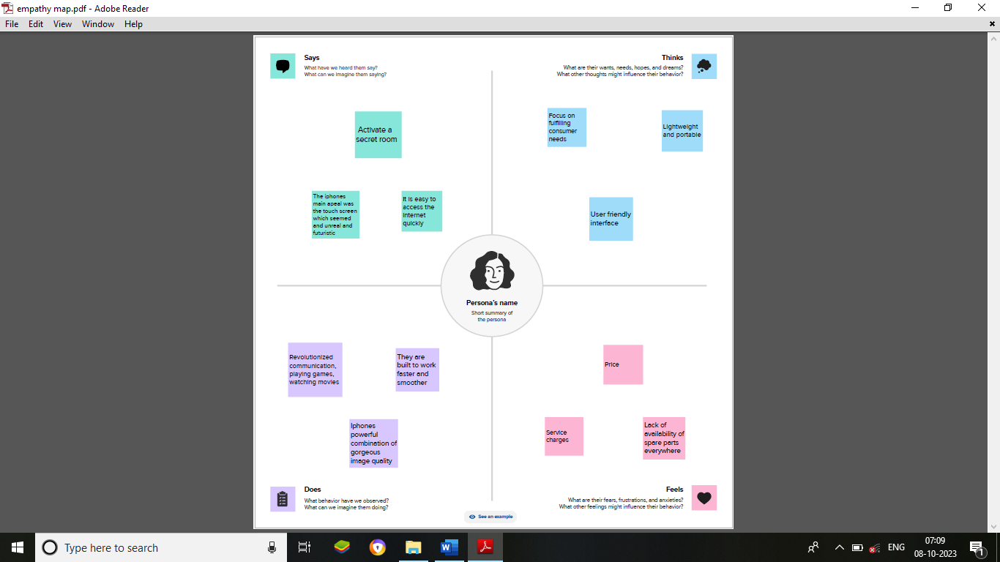 empathy map.pdf - Adobe Reader
File Edit View Window Help
Says
What have we heard them say?
What can we imagine them saying?
Thinks
What are their wants, needs, hopes, and dreams?
What other thoughts might influence their behavior?
Activate a
secret room
Focus on
fulfilling
consumer
needs
Lightweight
and portable
The iphones
main apeal was
the touch screen
which seemed
and unreal and
futuristic
It is easy to
access the
internet
quickly
User friendly
interface
Persona's name
Short summary of
the persona
Revolutionized
communication,
playing games,
watching movies
They are
built to work
faster and
smoother
Iphones
powerful
combination of
gorgeous
image quality
Price
Service
charges
Lack of
availability of
spare parts
everywhere
Does
What behavior have we observed?
What can we imagine them doing?
Feels
What are their fears, frustrations, and anxieties?
What other feelings might influence their behavior?
See an example
Type here to search
ENG
07:09
08-10-2023
1